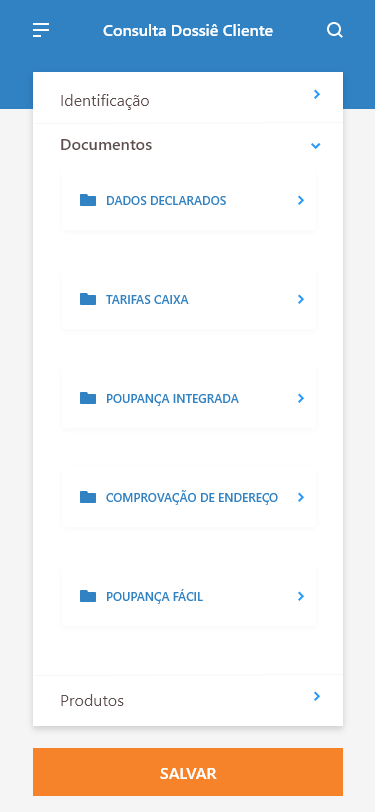 Consulta Dossiê Cliente
Identificação
Documentos
DADOS DECLARADOS
TARIFAS CAIXA
POUPANÇA INTEGRADA
COMPROVAÇÃO DE ENDEREÇO
POUPANÇA FÁCIL
Produtos
SALVAR